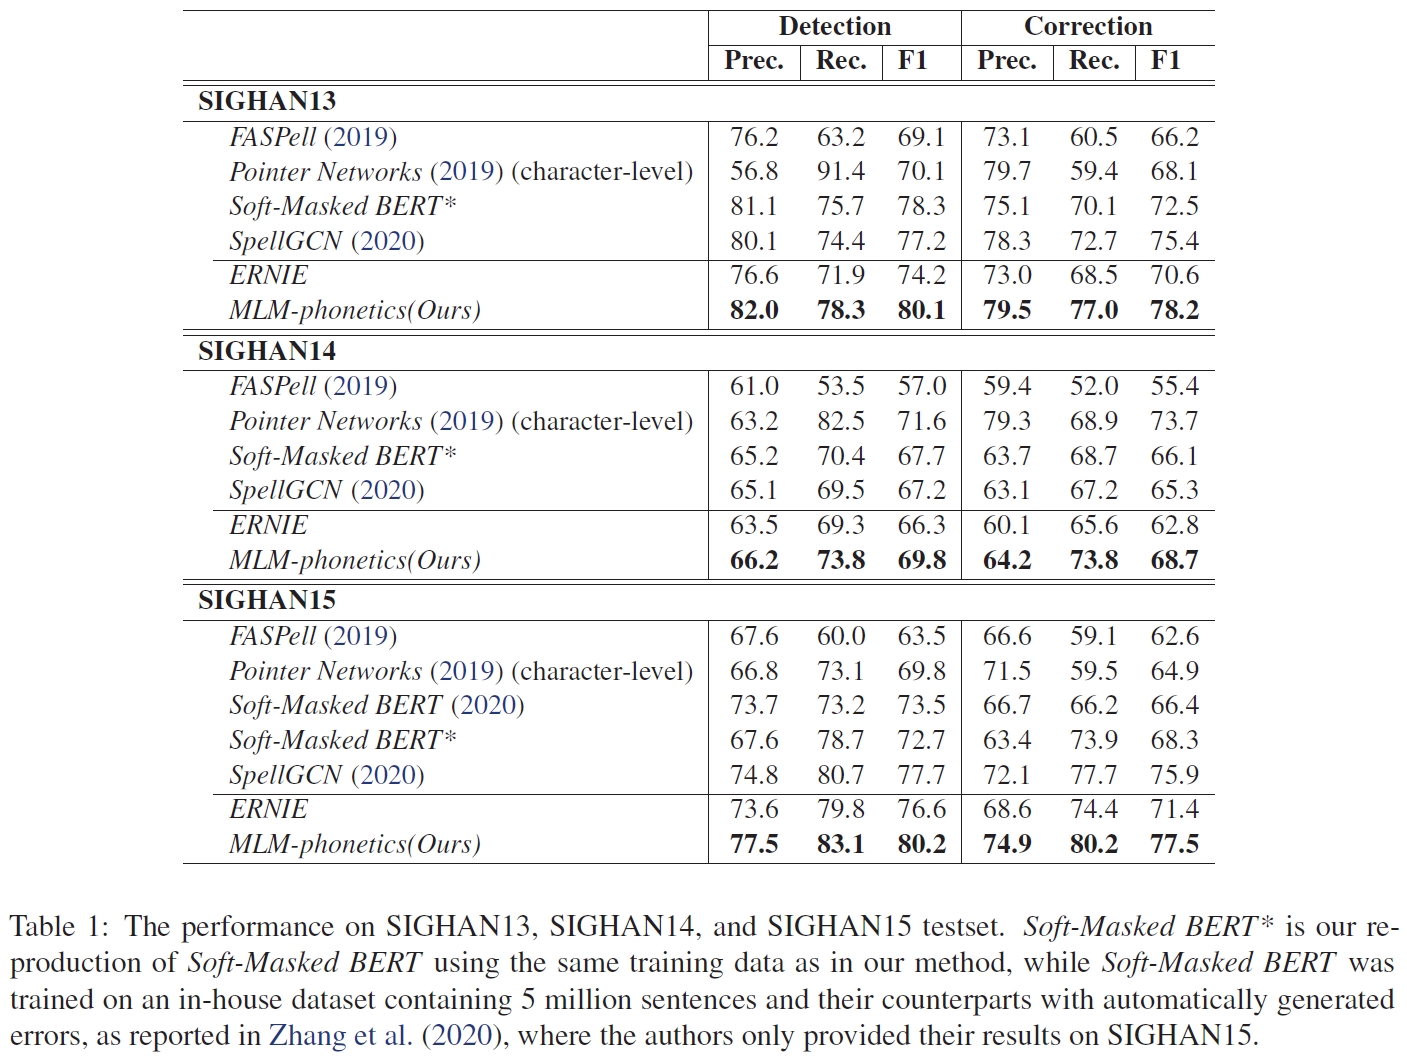 Detection Correction
Prec. Rec. F1 Prec. Rec. F1
SIGHAN13
FASPell (2019) 76.2 63.2 69.1 73.1 60.5 66.2
Pointer Networks (2019) (character-level) 56.8 91.4 70.1 79.7 59.4 68.1
Soft-Masked BERT* 81.1 75.7 78.3 75.1 70.1 72.5
SpellGCN (2020) 80.1 74.4 77.2 78.3 72.7 75.4
ERNIE 76.6 71.9 74.2 73.0 68.5 70.6
MLM-phonetics(Ours) 82.0 78.3 80.1 79.5 77.0 78.2
SIGHAN14
FASPell (2019) 61.0 53.5 57.0 59.4 52.0 55.4
Pointer Networks (2019) (character-level) 63.2 82.5 71.6 79.3 68.9 73.7
Soft-Masked BERT* 65.2 70.4 67.7 63.7 68.7 66.1
SpellGCN (2020) 65.1 69.5 67.2 63.1 67.2 65.3
ERNIE 63.5 69.3 66.3 60.1 65.6 62.8
MLM-phonetics(Ours) 66.2 73.8 69.8 64.2 73.8 68.7
SIGHAN15
FASPell (2019) 67.6 60.0 63.5 66.6 59.1 62.6
Pointer Networks (2019) (character-level) 66.8 73.1 69.8 71.5 59.5 64.9
Soft-Masked BERT (2020) 73.7 73.2 73.5 66.7 66.2 66.4
Soft-Masked BERT* 67.6 78.7 72.7 63.4 73.9 68.3
SpellGCN (2020) 74.8 80.7 77.7 72.1 77.7 75.9
ERNIE 73.6 79.8 76.6 68.6 74.4 71.4
MLM-phonetics(Ours) 77.5 83.1 80.2 74.9 80.2 77.5
Table 1: The performance on SIGHAN13, SIGHAN14, and SIGHAN15 testset. Soft-Masked BERT* is our re-
production of Soft-Masked BERT using the same training data as in our method, while Soft-Masked BERT was
trained on an in-house dataset containing 5 million sentences and their counterparts with automatically generated
errors, as reported in Zhang et al. (2020), where the authors only provided their results on SIGHAN15.